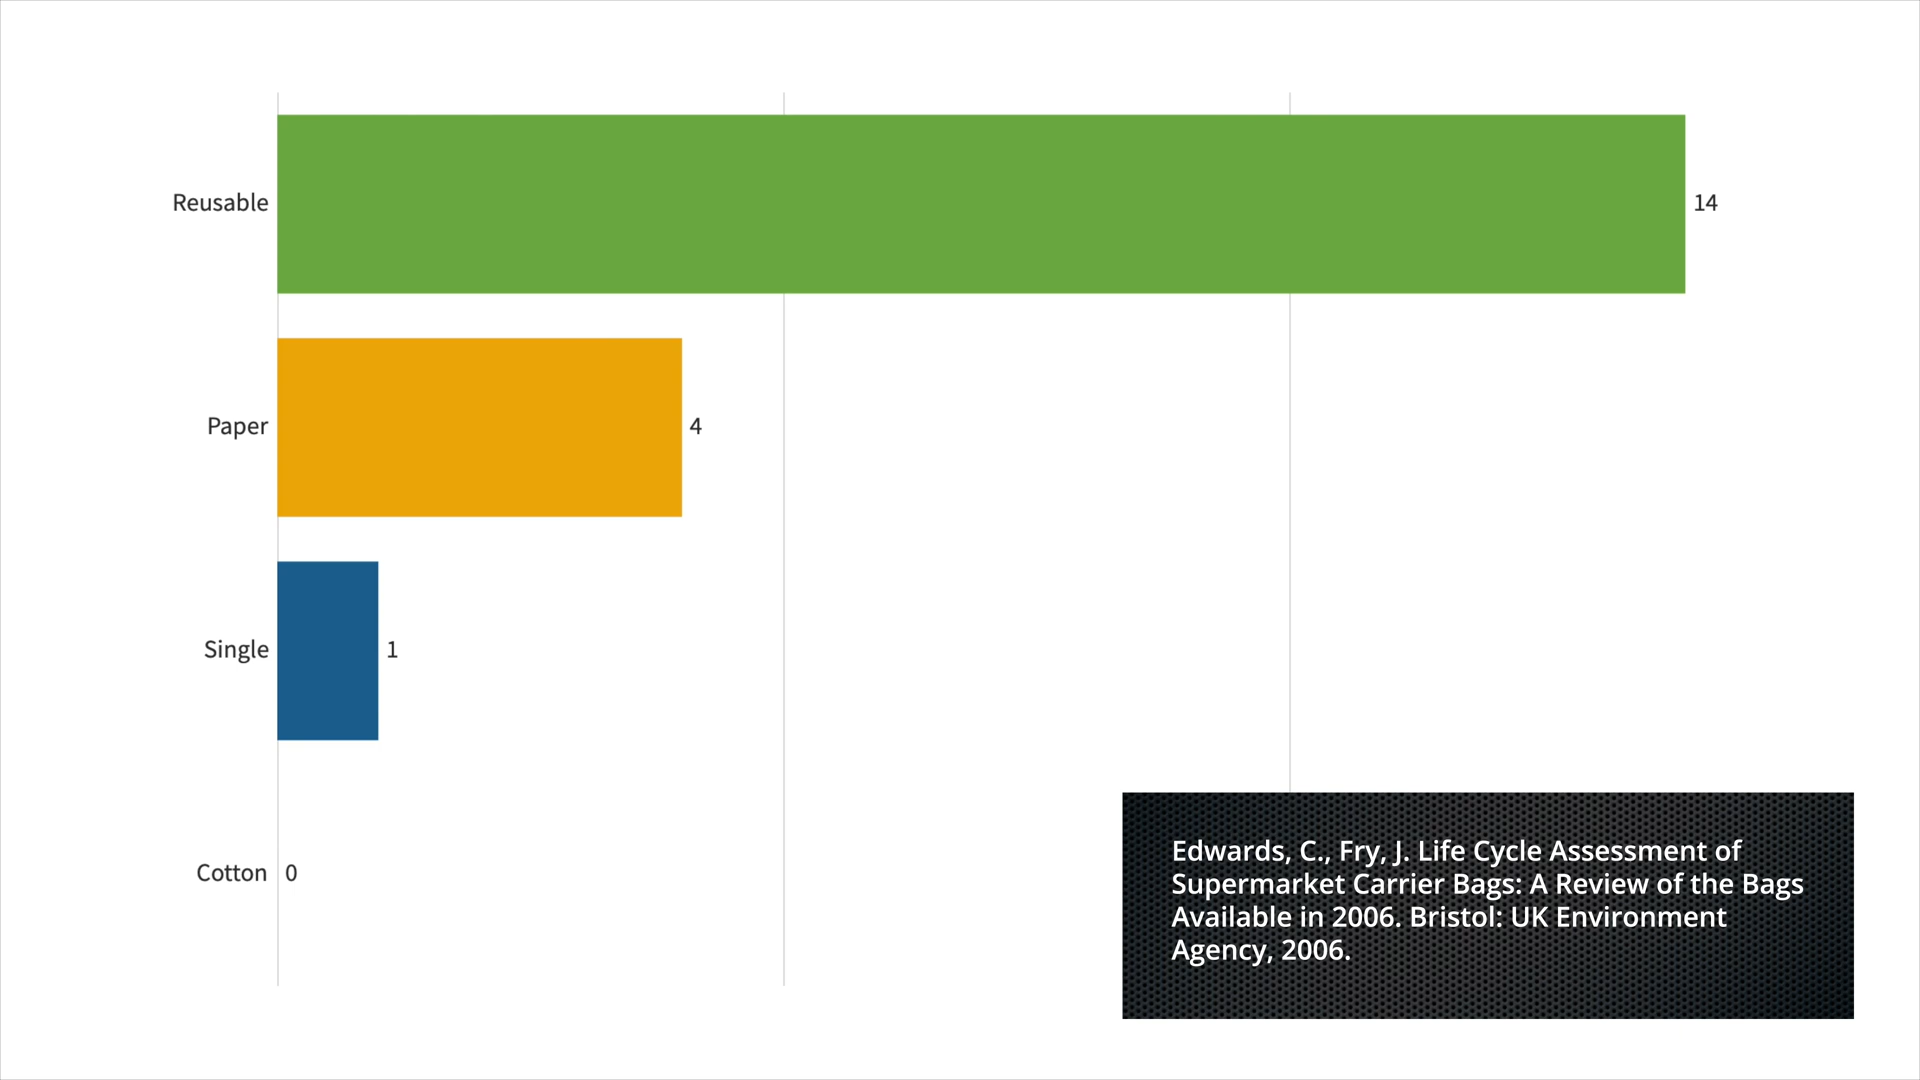 Reusable 14
Paper 4
Single 1
Cotton 0
Edwards, C., Fry, J. Life Cycle Assessment of
Supermarket Carrier Bags: A Review of the Bags
Available in 2006. Bristol: UK Environment
Agency, 2006.